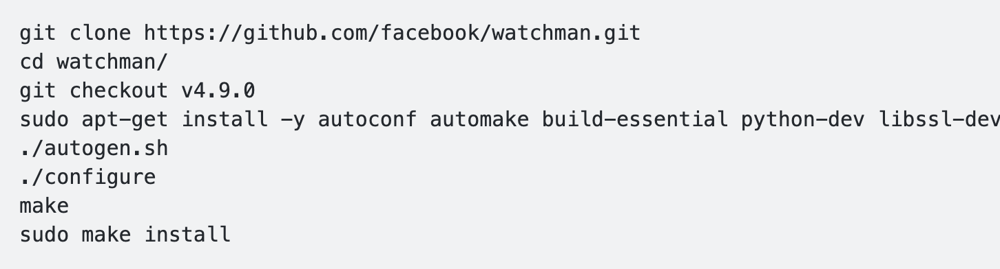 git clone https://github.com/facebook/watchman.git
cd watchman/
git checkout v4.9.0
sudo apt-get install -y autoconf automake build-essential python-dev libssl-dev
./autogen.sh
./configure
make
sudo make install